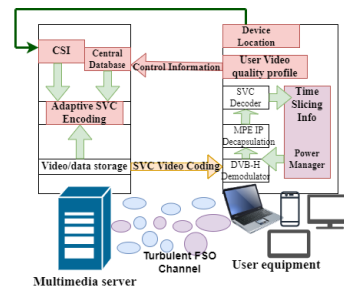 Device
Location
CSI
Central
Database
Control Information
User Video
quality profile
SVC
Decoder
Time
Slicing
Info
Adaptive SVC
Encoding
MPE IP
Decapsulation
Power
Manager
Video/data storage
SVC Video Coding
DVB-H
Demodulator
Turbulent FSO
Channel
Multimedia server
User equipment